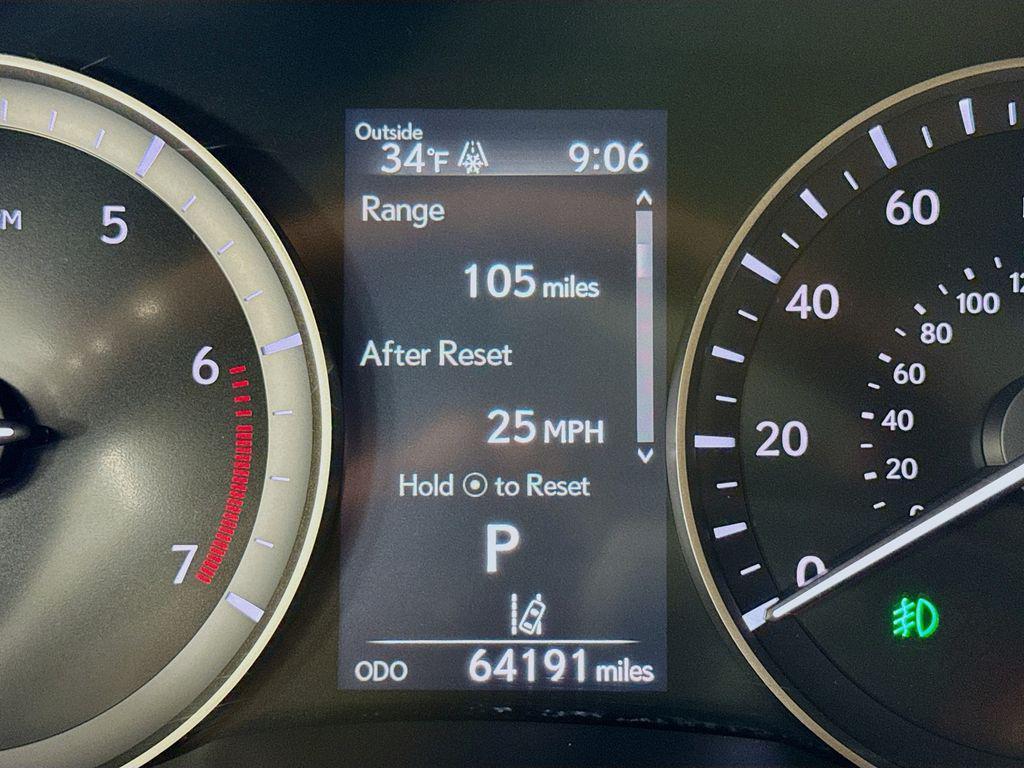 Outside
34°F 9:06
Range
105 miles
After Reset
25 MPH
Hold to Reset
P
ODO 64191 miles
5
6
7
60
40
20
0
100
80
60
40
20